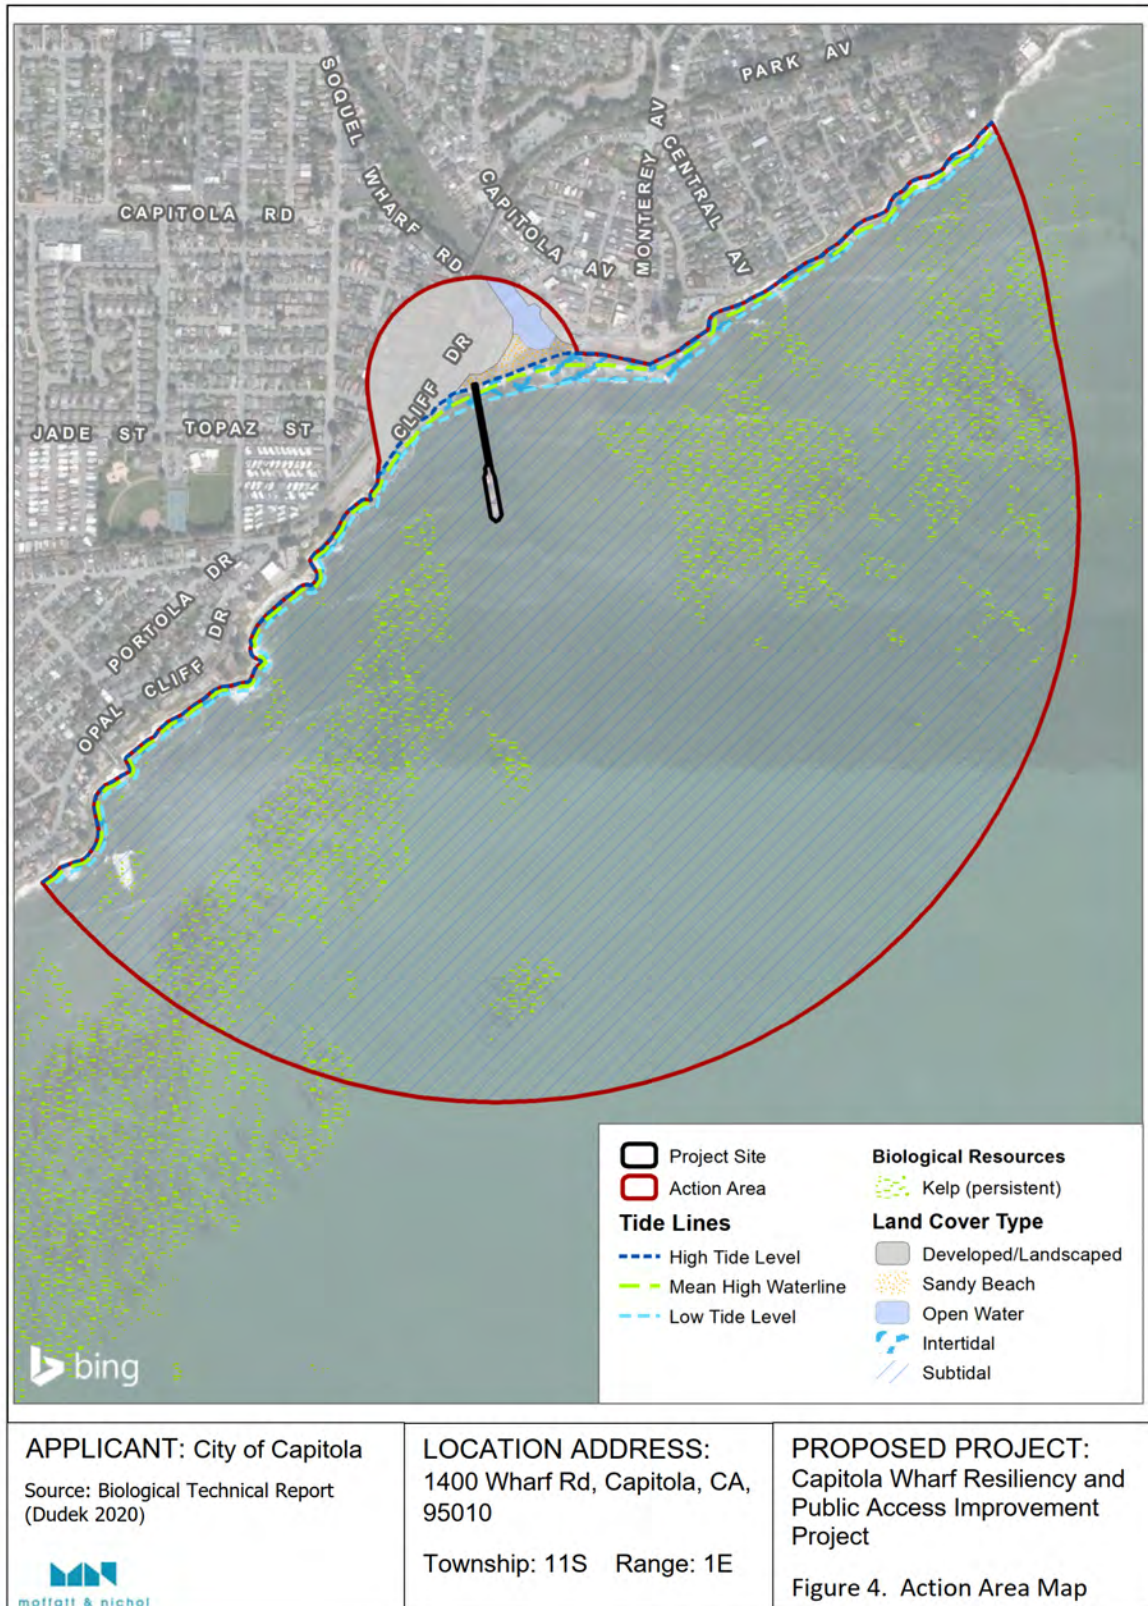 PARK AV
SOQUEL WHARF RD
CAPITOLA AV
MONTEREY AV
CENTRAL AV
CAPITOLA RD
CLIFF DR
JADE ST
TOPAZ ST
PORTOLA DR
OPAL CLIFF DR
Project Site
Action Area
Tide Lines
High Tide Level
Mean High Waterline
Low Tide Level
Biological Resources
Kelp (persistent)
Land Cover Type
Developed/Landscaped
Sandy Beach
Open Water
Intertidal
Subtidal
bing
APPLICANT: City of Capitola
Source: Biological Technical Report
(Dudek 2020)
moffatt & nichol
LOCATION ADDRESS:
1400 Wharf Rd, Capitola, CA,
95010
Township: 11S Range: 1E
PROPOSED PROJECT:
Capitola Wharf Resiliency and
Public Access Improvement
Project
Figure 4. Action Area Map